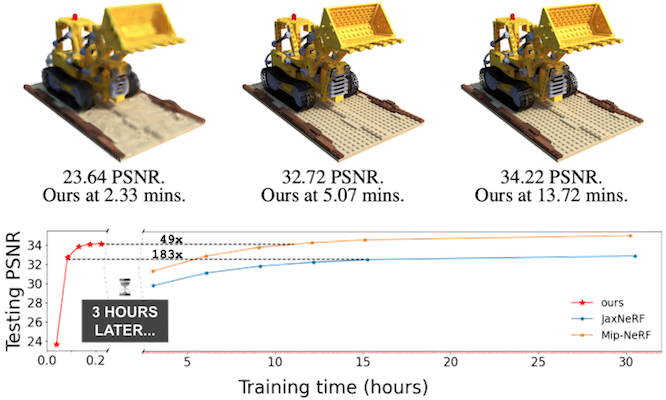 23.64 PSNR.
Ours at 2.33 mins.
32.72 PSNR.
Ours at 5.07 mins.
34.22 PSNR.
Ours at 13.72 mins.
Testing PSNR
34
32
30
28
26
24
49x
183x
3 HOURS
LATER...
ours
JaxNeRF
Mip-NeRF
0.0
0.2
5
10
15
20
25
30
Training time (hours)